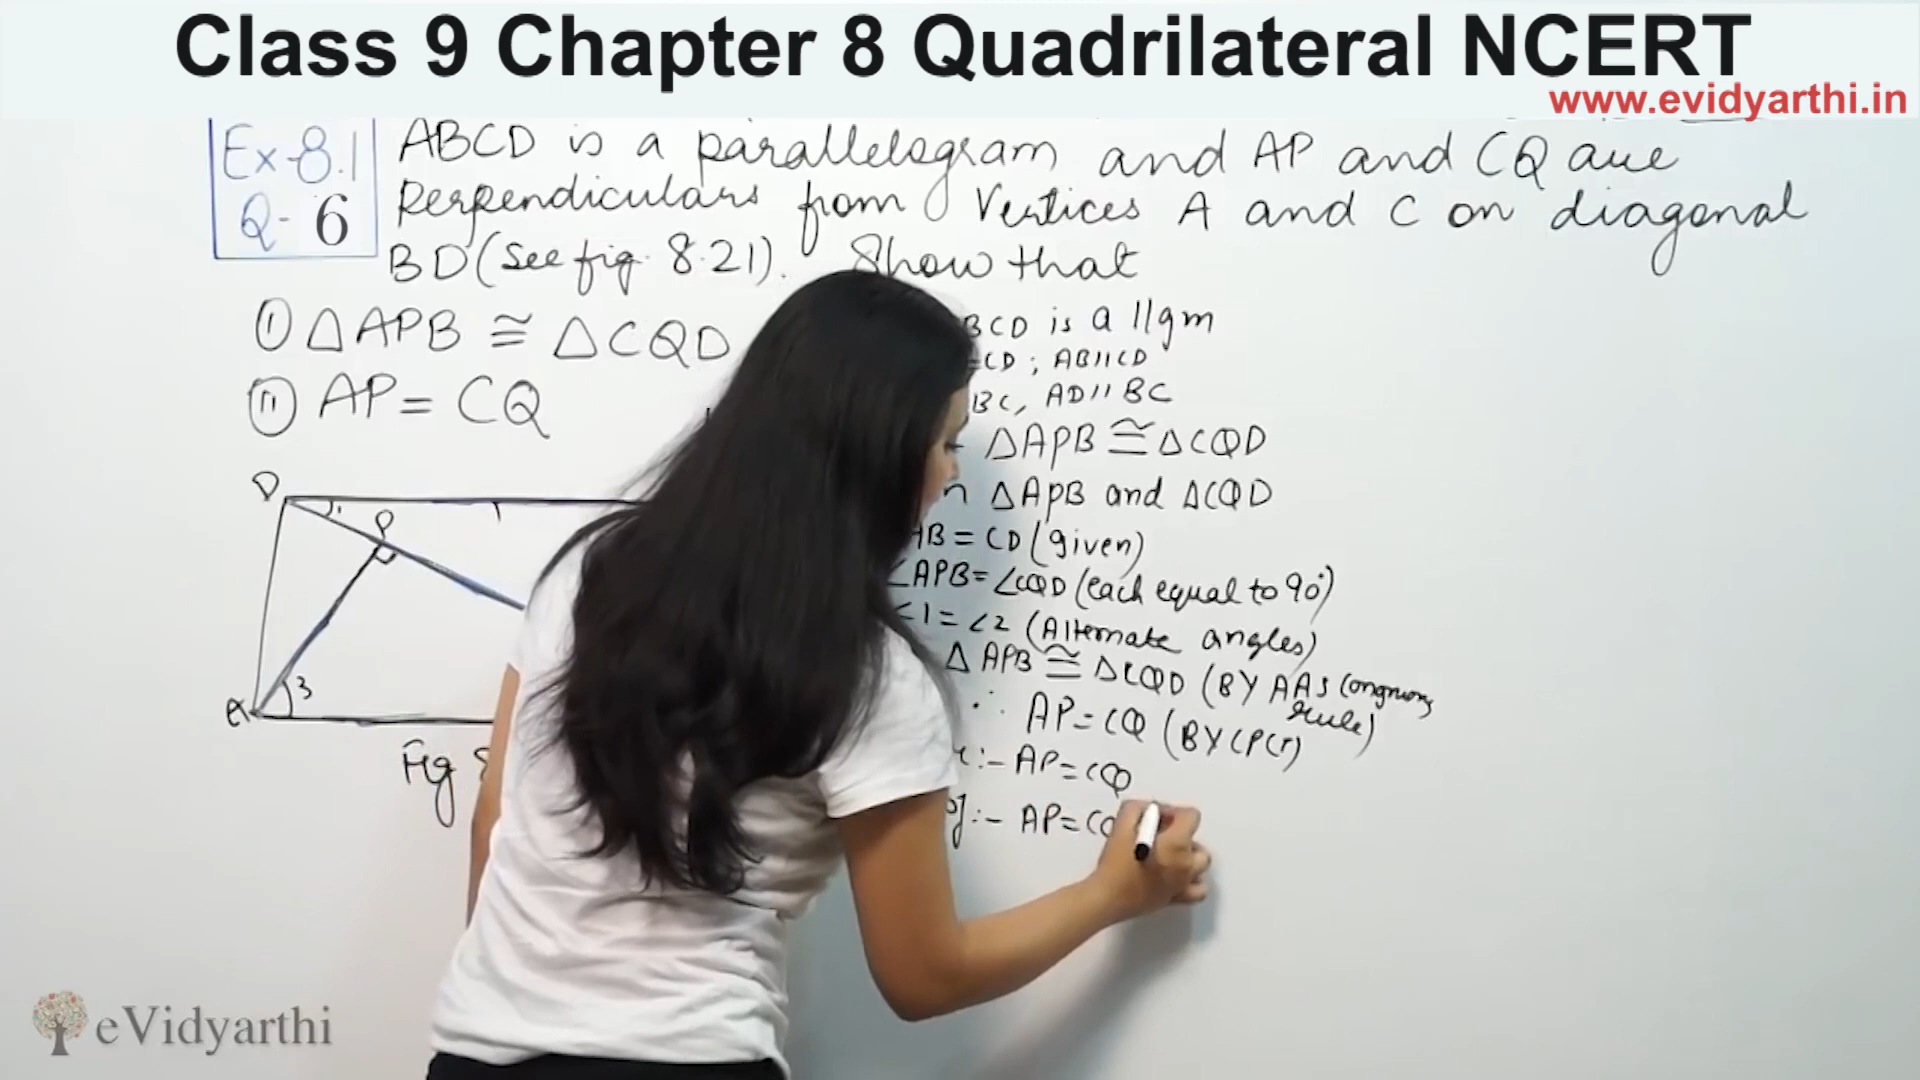 Class 9 Chapter 8 Quadrilateral NCERT
www.evidyarthi.in
Ex-8.1
Q-6
ABCD is a parallelogram and AP and CQ are
Perpendiculars from Vertices A and C on diagonal
BD (See fig. 8.21). Show that
(i) △APB ≅ △CQD
(ii) AP = CQ
BCD is a ||gm
=CD ; AB||CD
BC, AD||BC
△APB ≅ △CQD
△APB and △CQD
AB = CD (given)
∠APB = ∠CQD (each equal to 90°)
∠1 = ∠2 (Alternate angles)
△APB ≅ △CQD (BY AAS
rule)
∴ AP = CQ (BY CPCT)
:- AP = CQ
:- AP = CQ
D
1
P
A
3
Fig 8
eVidyarthi